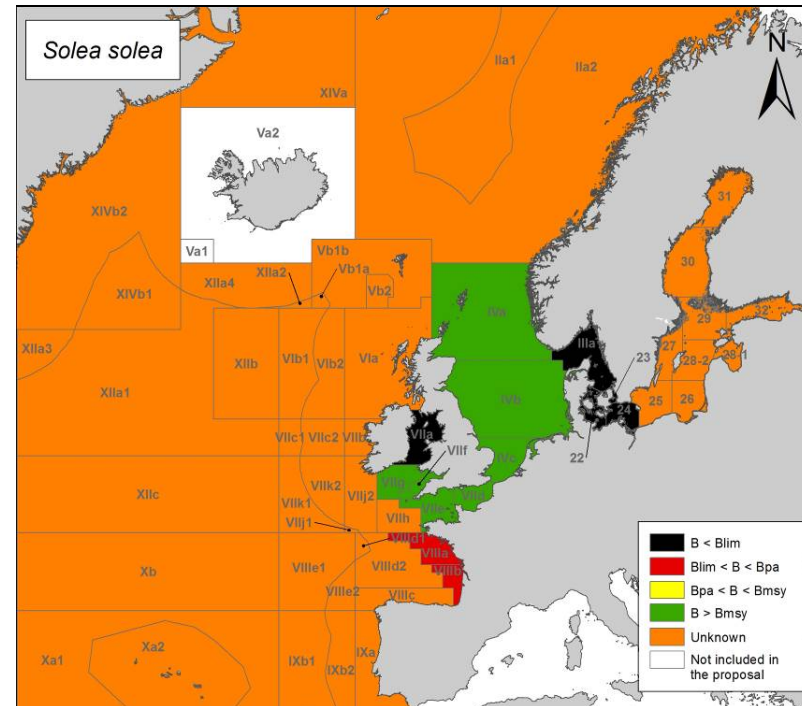 Solea solea
N
IIa1
IIa2
XIVa
Va2
31
XIVb2
Va1
Vb1b
30
XIIa2
Vb1a
XIIa4
Vb2
IVa
XIVb1
29
32
XIIa3
IIIa
23
27
XIIb
VIb1
VIb2
VIa
28-2
28-1
XIIa1
IVb
25
26
24
VIIa
VIIc1
VIIc2
VIIb
VIIf
22
IVc
VIIg
VIId
XIIc
VIIk2
VIIj2
VIIe
VIIk1
VIIh
VIIj1
VIIId1
B < Blim
VIIIa
Blim < B < Bpa
Xb
VIIIe1
VIIId2
VIIIb
Bpa < B < Bmsy
VIIIe2
VIIIc
B > Bmsy
Unknown
Xa1
Xa2
IXb1
IXb2
IXa
Not included in
the proposal